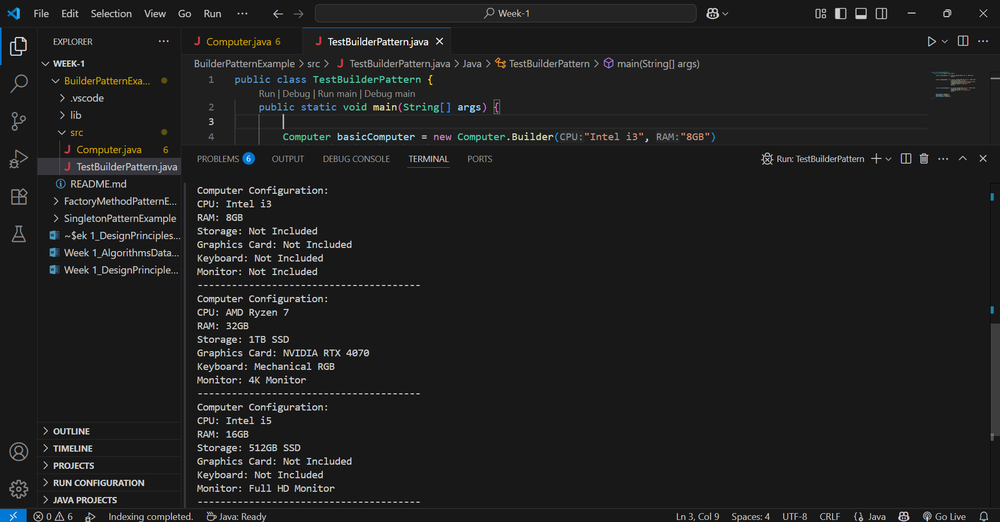 File Edit Selection View Go Run ··· Week-1
EXPLORER ···
WEEK-1
BuilderPatternExa...
.vscode
lib
src
Computer.java 6
TestBuilderPattern.java
README.md
FactoryMethodPatternE...
SingletonPatternExample
~$ek 1_DesignPrinciples...
Week 1_AlgorithmsData...
Week 1_DesignPrinciple...
OUTLINE
TIMELINE
PROJECTS
RUN CONFIGURATION
JAVA PROJECTS
Computer.java 6 TestBuilderPattern.java
BuilderPatternExample > src > TestBuilderPattern.java > Java > TestBuilderPattern > main(String[] args)
1 public class TestBuilderPattern {
Run | Debug | Run main | Debug main
2 public static void main(String[] args) {
3
4 Computer basicComputer = new Computer.Builder(CPU:"Intel i3", RAM:"8GB")
PROBLEMS 6 OUTPUT DEBUG CONSOLE TERMINAL PORTS Run: TestBuilderPattern
Computer Configuration:
CPU: Intel i3
RAM: 8GB
Storage: Not Included
Graphics Card: Not Included
Keyboard: Not Included
Monitor: Not Included
---------------------------------------
Computer Configuration:
CPU: AMD Ryzen 7
RAM: 32GB
Storage: 1TB SSD
Graphics Card: NVIDIA RTX 4070
Keyboard: Mechanical RGB
Monitor: 4K Monitor
---------------------------------------
Computer Configuration:
CPU: Intel i5
RAM: 16GB
Storage: 512GB SSD
Graphics Card: Not Included
Keyboard: Not Included
Monitor: Full HD Monitor
---------------------------------------
0 6 Indexing completed. Java: Ready Ln 3, Col 9 Spaces: 4 UTF-8 CRLF Java Go Live